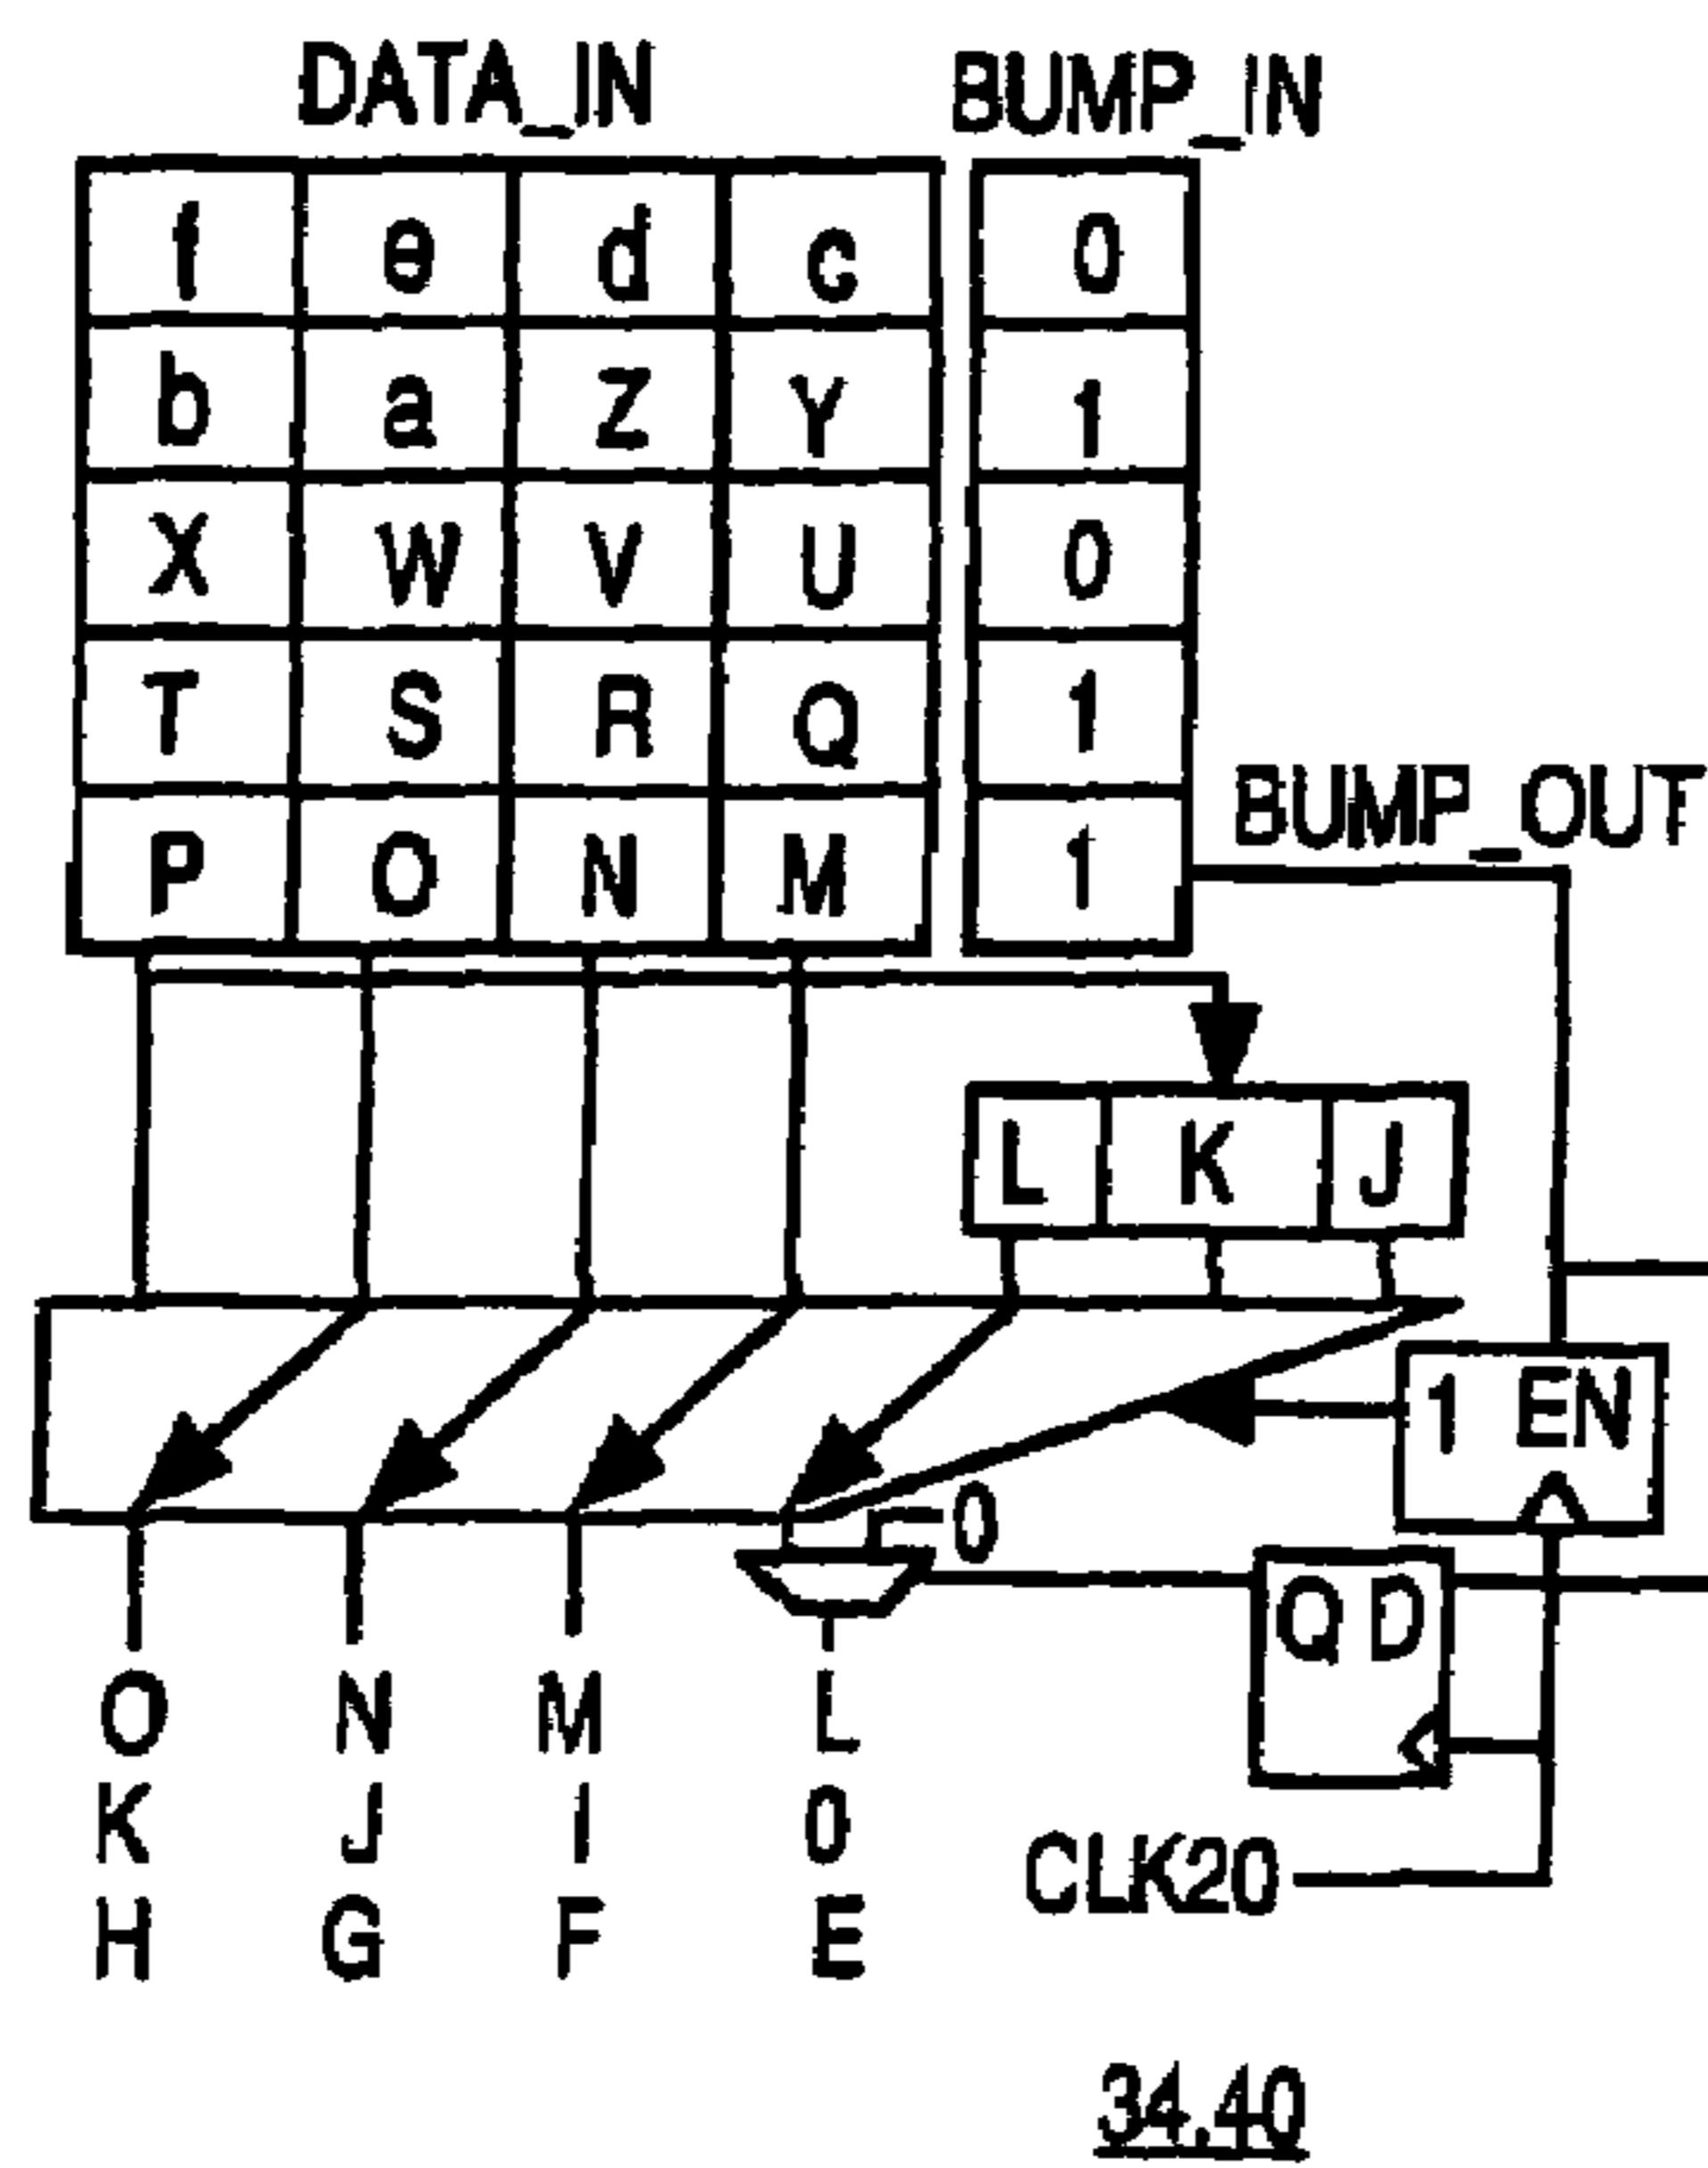 DATA_IN BUMP_IN
f e d c 0
b a Z Y 1
X W V U 0
T S R Q 1
P O N M 1
BUMP_OUT
L K J
1 EN
0
Q D
O N M L
K J I 0
H G F E
CLK20
34.40